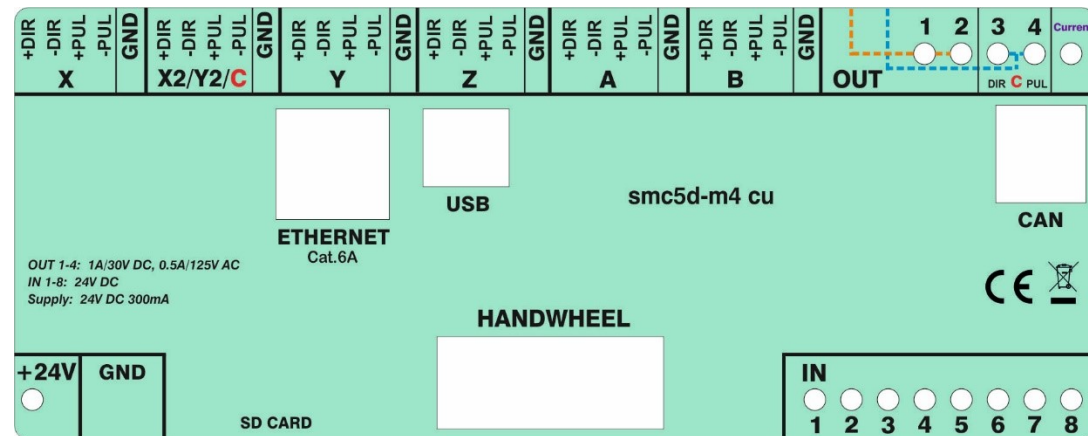 +DIR -DIR +PUL -PUL GND +DIR -DIR +PUL -PUL GND +DIR -DIR +PUL -PUL GND +DIR -DIR +PUL -PUL GND +DIR -DIR +PUL -PUL GND +DIR -DIR +PUL -PUL GND
1 2 3 4 Current
X X2/Y2/C Y Z A B OUT DIR C PUL
USB
smc5d-m4 cu
CAN
ETHERNET
Cat.6A
OUT 1-4: 1A/30V DC, 0.5A/125V AC
IN 1-8: 24V DC
Supply: 24V DC 300mA
CE
HANDWHEEL
+24V GND
IN
SD CARD
1 2 3 4 5 6 7 8